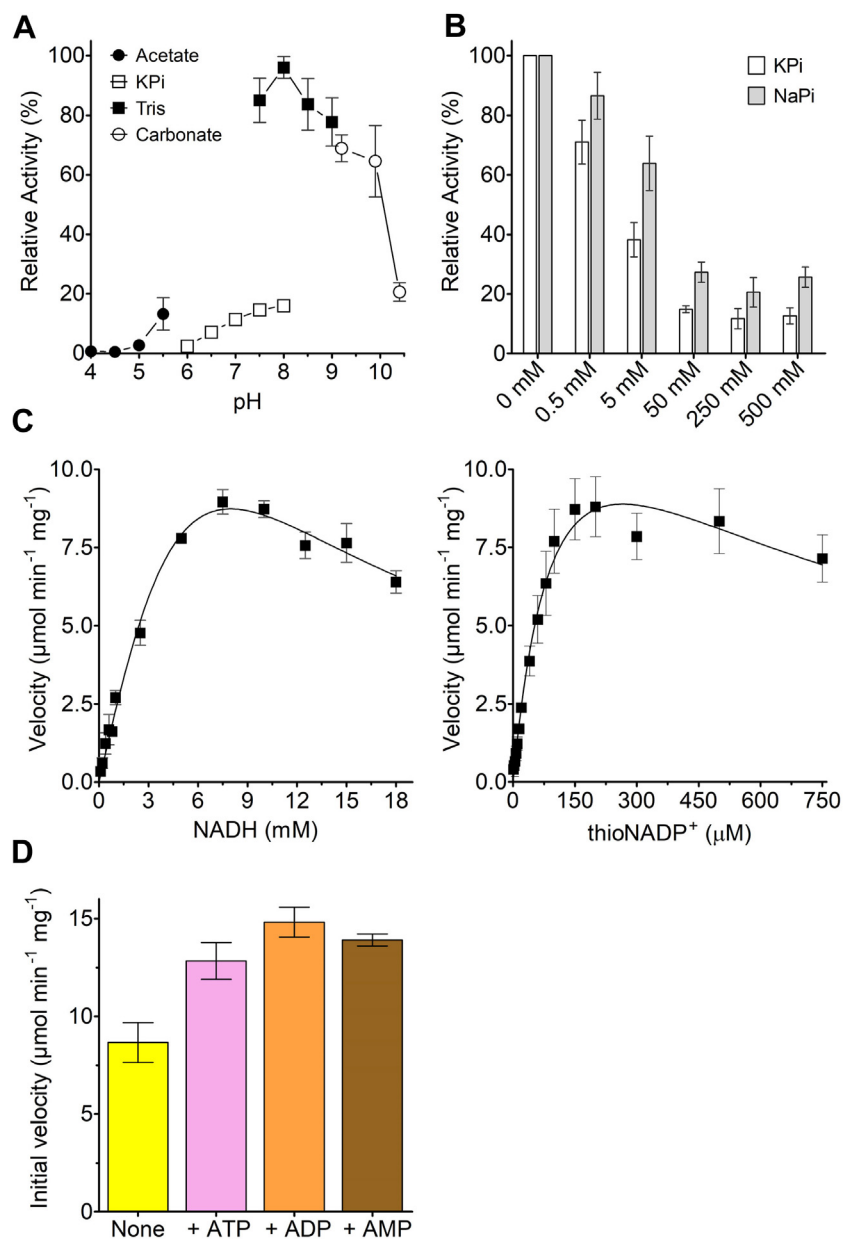 A
Relative Activity (%)
100
80
60
40
20
0
4 5 6 7 8 9 10
pH
Acetate
KPi
Tris
Carbonate
B
Relative Activity (%)
100
80
60
40
20
0
0 mM 0.5 mM 5 mM 50 mM 250 mM 500 mM
KPi
NaPi
C
Velocity (μmol min⁻¹ mg⁻¹)
10.0
7.5
5.0
2.5
0.0
0 3 6 9 12 15 18
NADH (mM)
Velocity (μmol min⁻¹ mg⁻¹)
10.0
7.5
5.0
2.5
0.0
0 150 300 450 600 750
thioNADP⁺ (μM)
D
Initial velocity (μmol min⁻¹ mg⁻¹)
15
10
5
0
None + ATP + ADP + AMP